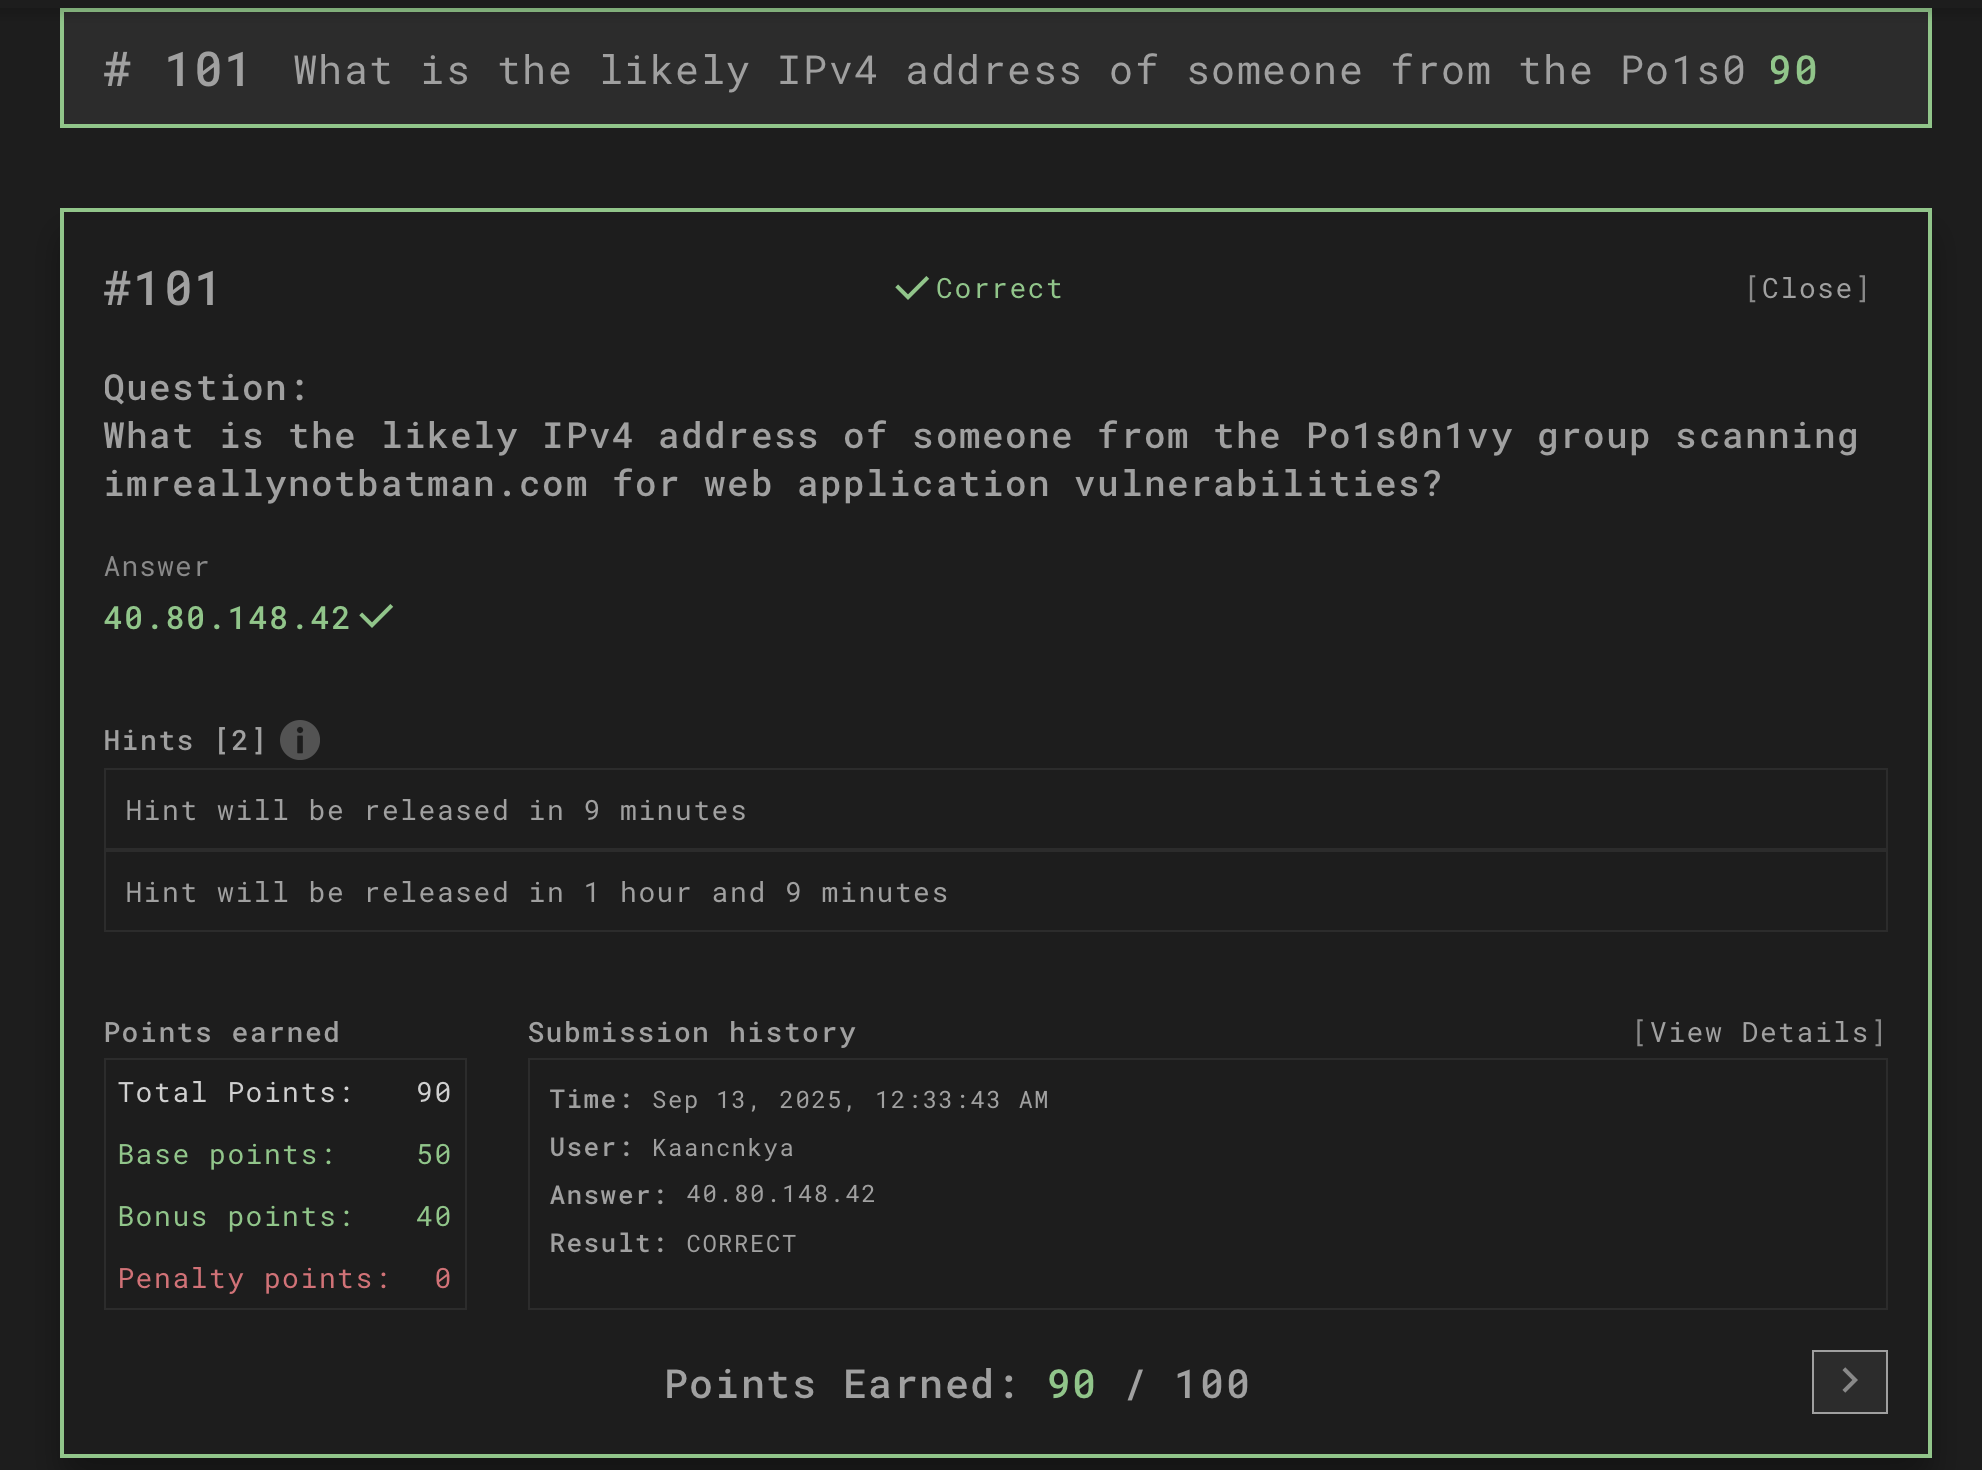 # 101 What is the likely IPv4 address of someone from the Po1s0 90
#101
Correct
[Close]
Question:
What is the likely IPv4 address of someone from the Po1s0n1vy group scanning
imreallynotbatman.com for web application vulnerabilities?
Answer
40.80.148.42
Hints [2]
Hint will be released in 9 minutes
Hint will be released in 1 hour and 9 minutes
Points earned
Total Points: 90
Base points: 50
Bonus points: 40
Penalty points: 0
Submission history
[View Details]
Time: Sep 13, 2025, 12:33:43 AM
User: Kaancnkya
Answer: 40.80.148.42
Result: CORRECT
Points Earned: 90 / 100